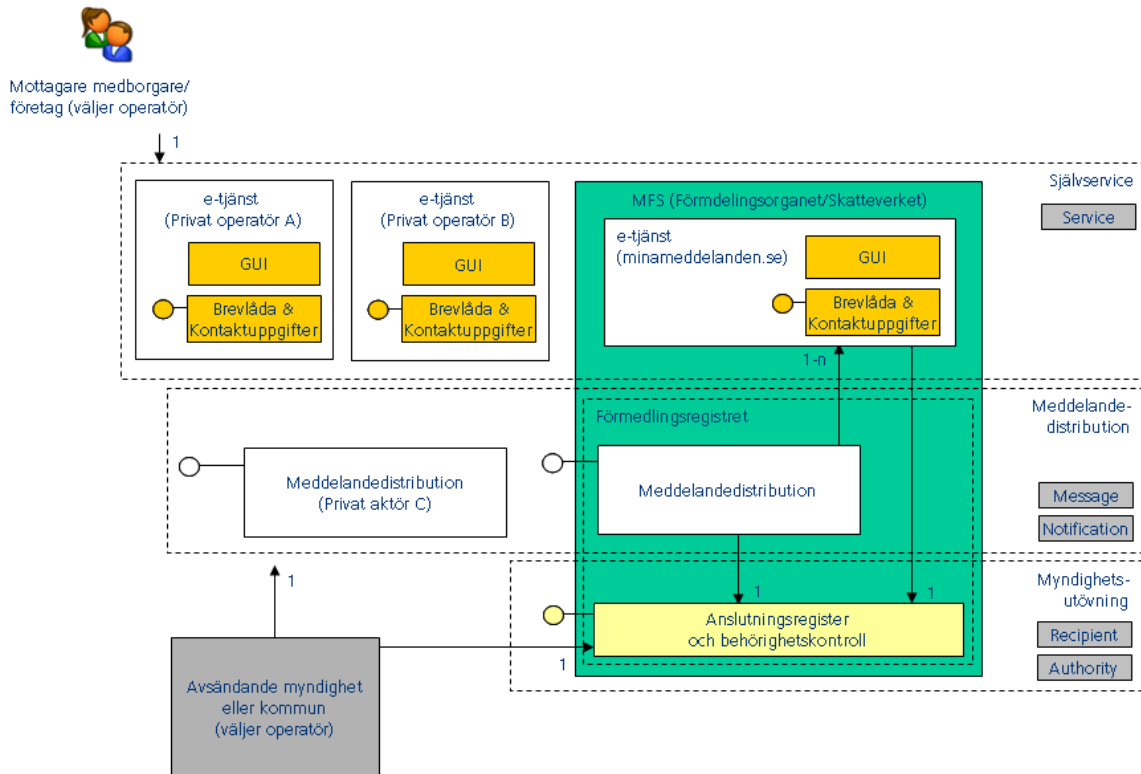 Mottagare medborgare/
företag (väljer operatör)
1
Självservice
Service
e-tjänst
(Privat operatör A)
GUI
Brevlåda &
Kontaktuppgifter
e-tjänst
(Privat operatör B)
GUI
Brevlåda &
Kontaktuppgifter
MFS (Förmdelingsorganet/Skatteverket)
e-tjänst
(minameddelanden.se)
GUI
Brevlåda &
Kontaktuppgifter
1-n
Meddelande-
distribution
Message
Notification
Förmedlingsregistret
Meddelandedistribution
(Privat aktör C)
Meddelandedistribution
1
1
1
Myndighets-
utövning
Recipient
Authority
Anslutningsregister
och behörighetskontroll
1
Avsändande myndighet
eller kommun
(väljer operatör)